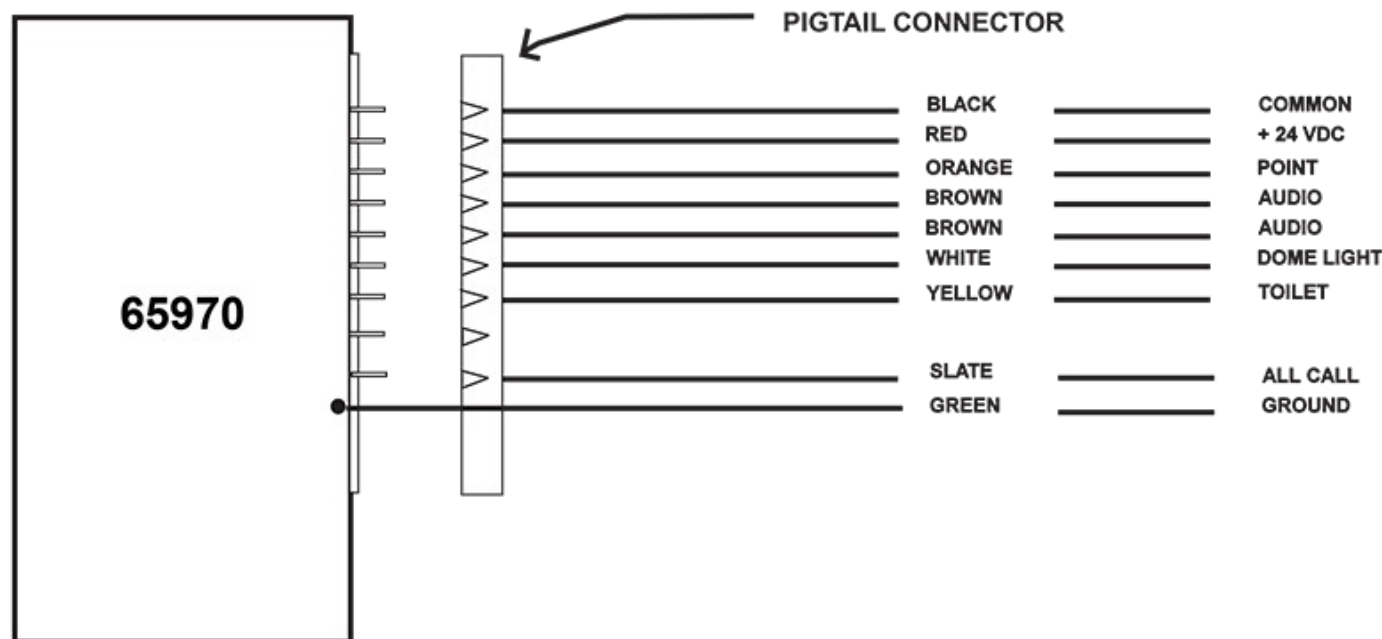 PIGTAIL CONNECTOR
BLACK COMMON
RED + 24 VDC
ORANGE POINT
BROWN AUDIO
BROWN AUDIO
WHITE DOME LIGHT
YELLOW TOILET
65970
SLATE ALL CALL
GREEN GROUND